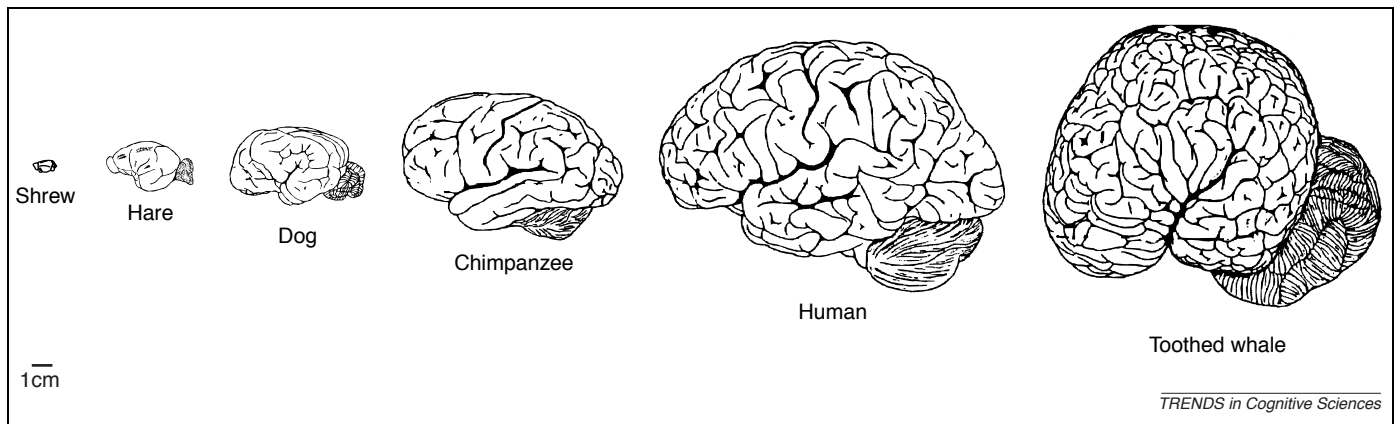 Shrew
Hare
Dog
Chimpanzee
Human
Toothed whale
1cm
TRENDS in Cognitive Sciences